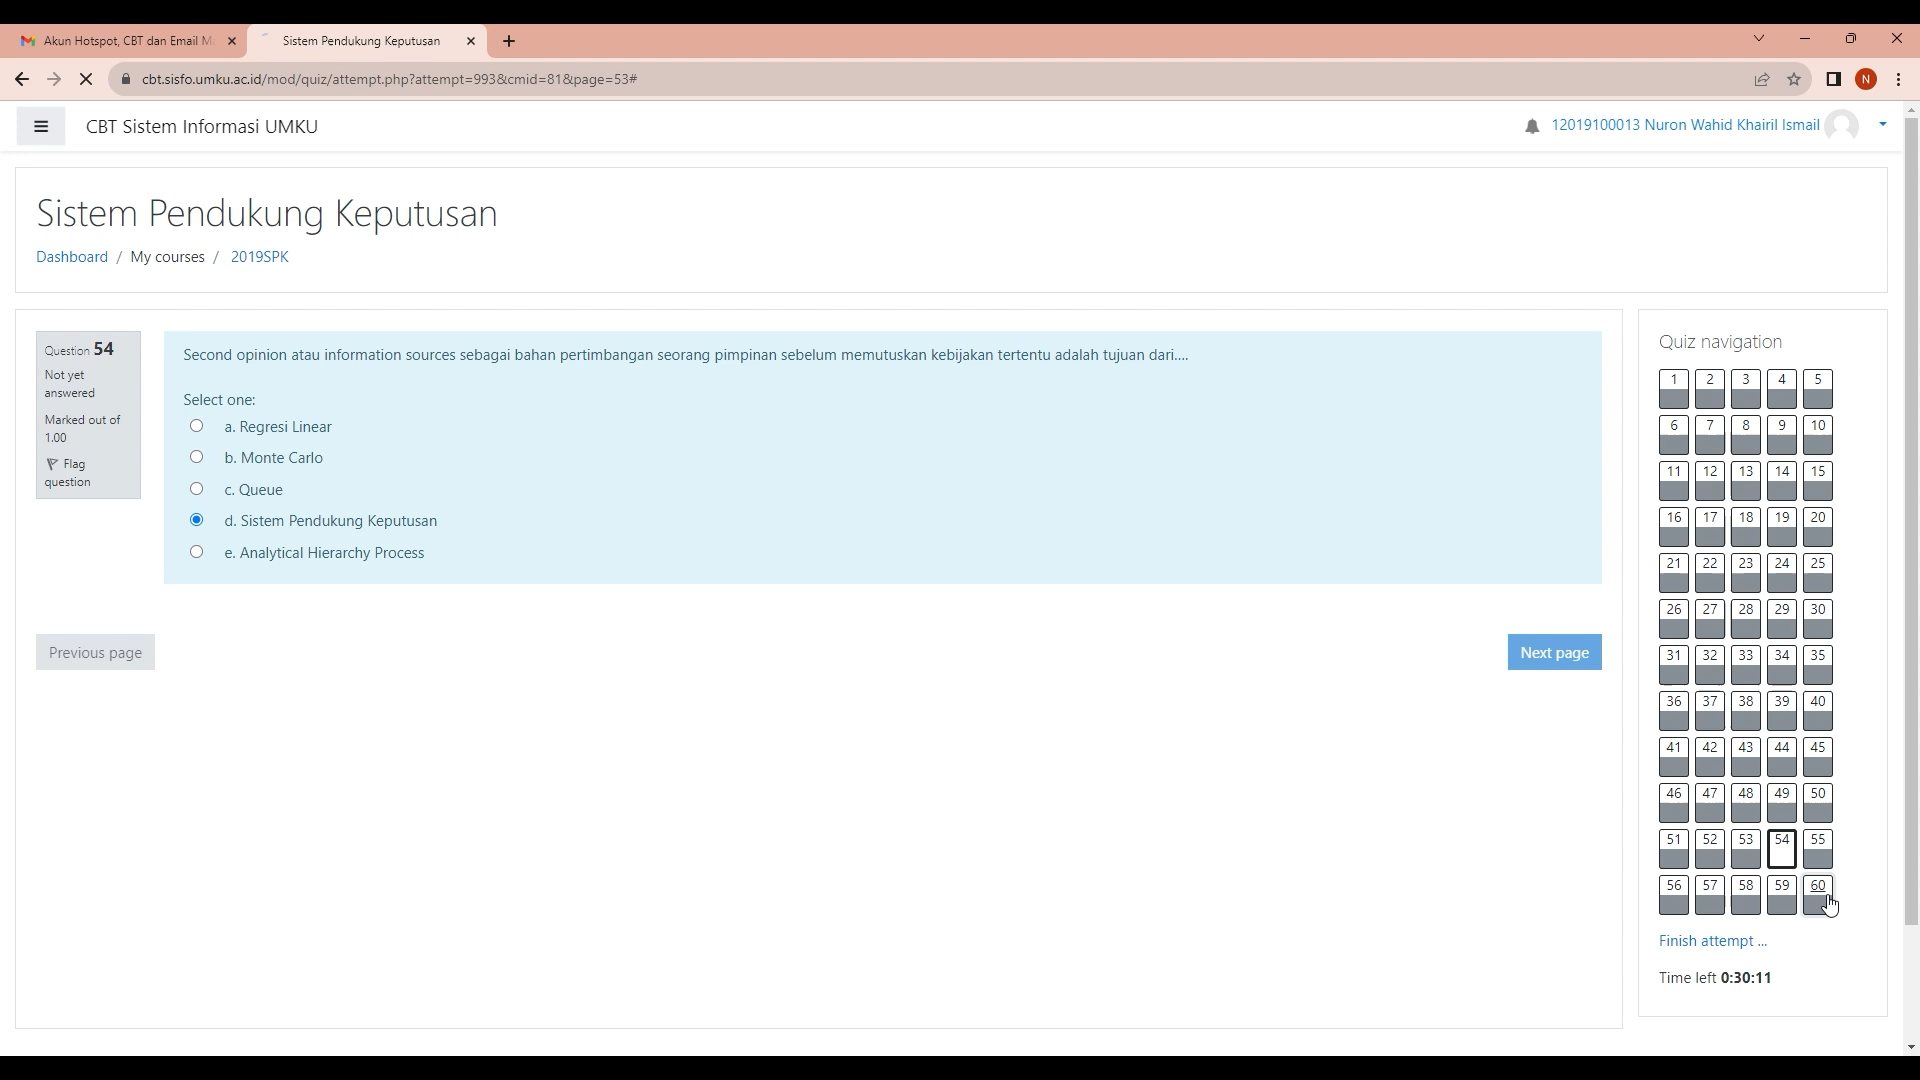 Akun Hotspot, CBT dan Email M
Sistem Pendukung Keputusan
cbt.sisfo.umku.ac.id/mod/quiz/attempt.php?attempt=993&cmid=81&page=53#
N
CBT Sistem Informasi UMKU
12019100013 Nuron Wahid Khairil Ismail
Sistem Pendukung Keputusan
Dashboard / My courses / 2019SPK
Question 54
Not yet
answered
Marked out of
1.00
Flag
question
Second opinion atau information sources sebagai bahan pertimbangan seorang pimpinan sebelum memutuskan kebijakan tertentu adalah tujuan dari....
Select one:
a. Regresi Linear
b. Monte Carlo
c. Queue
d. Sistem Pendukung Keputusan
e. Analytical Hierarchy Process
Previous page
Next page
Quiz navigation
1 2 3 4 5
6 7 8 9 10
11 12 13 14 15
16 17 18 19 20
21 22 23 24 25
26 27 28 29 30
31 32 33 34 35
36 37 38 39 40
41 42 43 44 45
46 47 48 49 50
51 52 53 54 55
56 57 58 59 60
Finish attempt ...
Time left 0:30:11